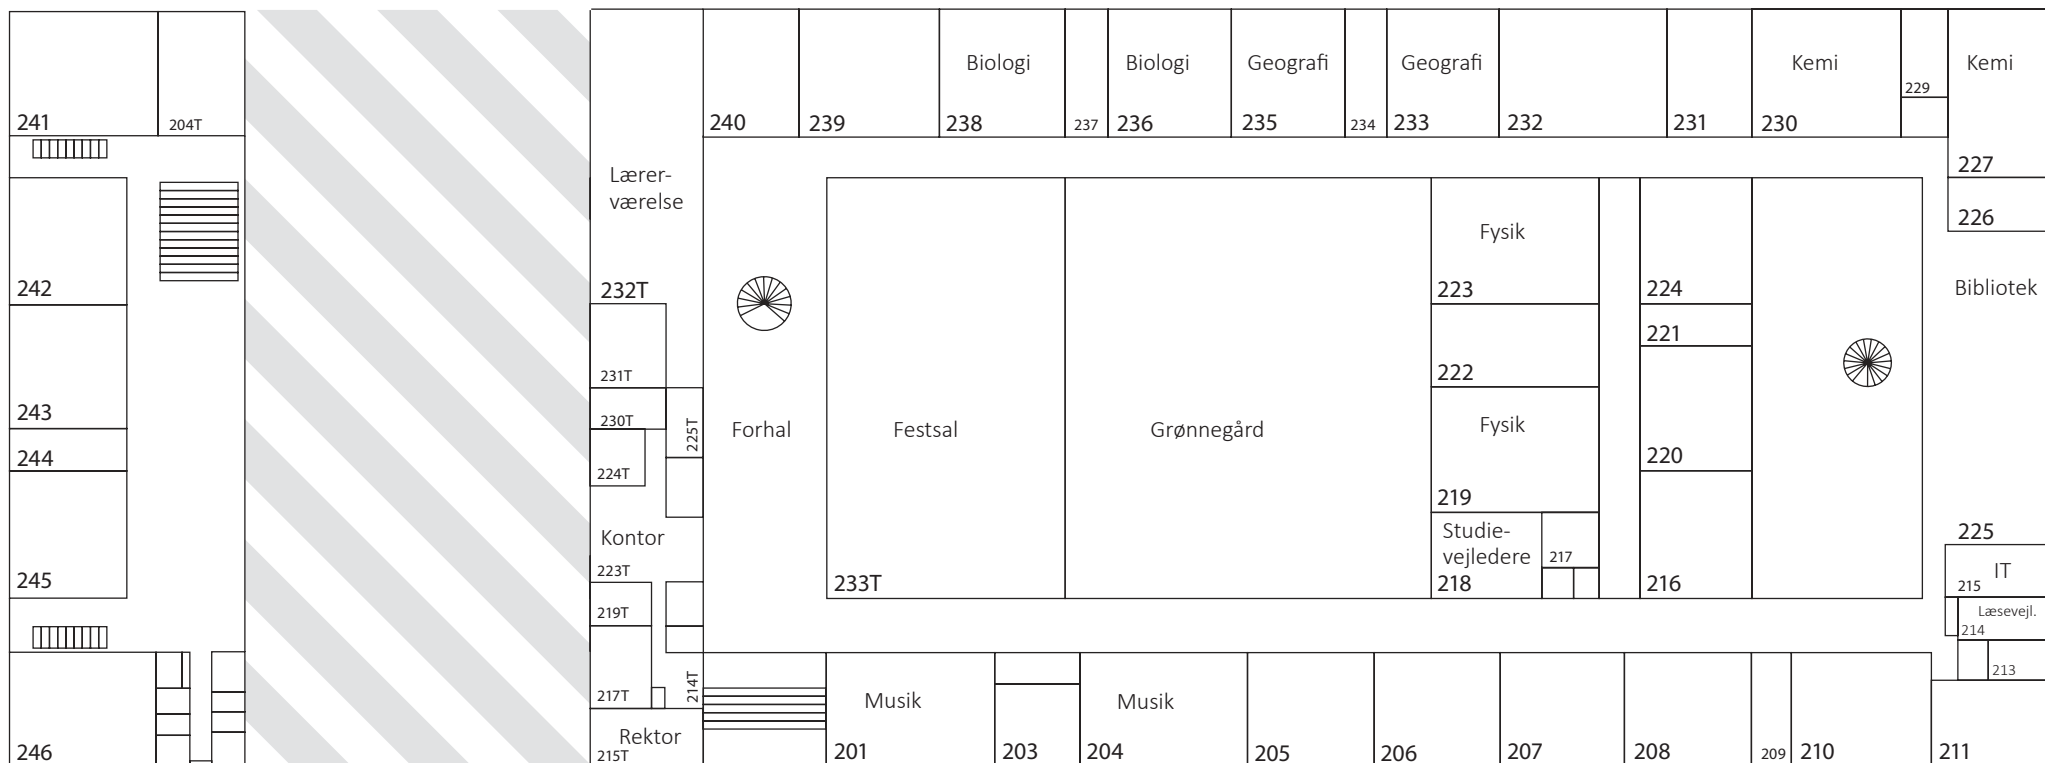 Biologi
Biologi
Geografi
Geografi
Kemi
Kemi
229
241
204T
240
239
238
237
236
235
234
233
232
231
230
227
Lærer-
værelse
226
Fysik
242
232T
223
224
Bibliotek
221
231T
222
243
230T
225T
Forhal
Festsal
Grønnegård
Fysik
244
224T
220
219
Kontor
Studie-
vejledere
217
225
245
223T
233T
218
216
IT
215
219T
Læsevejl.
214
213
217T
214T
Musik
Musik
Rektor
246
215T
201
203
204
205
206
207
208
209
210
211